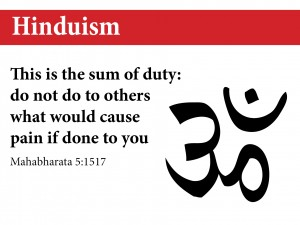 Hinduism
This is the sum of duty:
do not do to others
what would cause
pain if done to you
Mahabharata 5:1517
ॐ